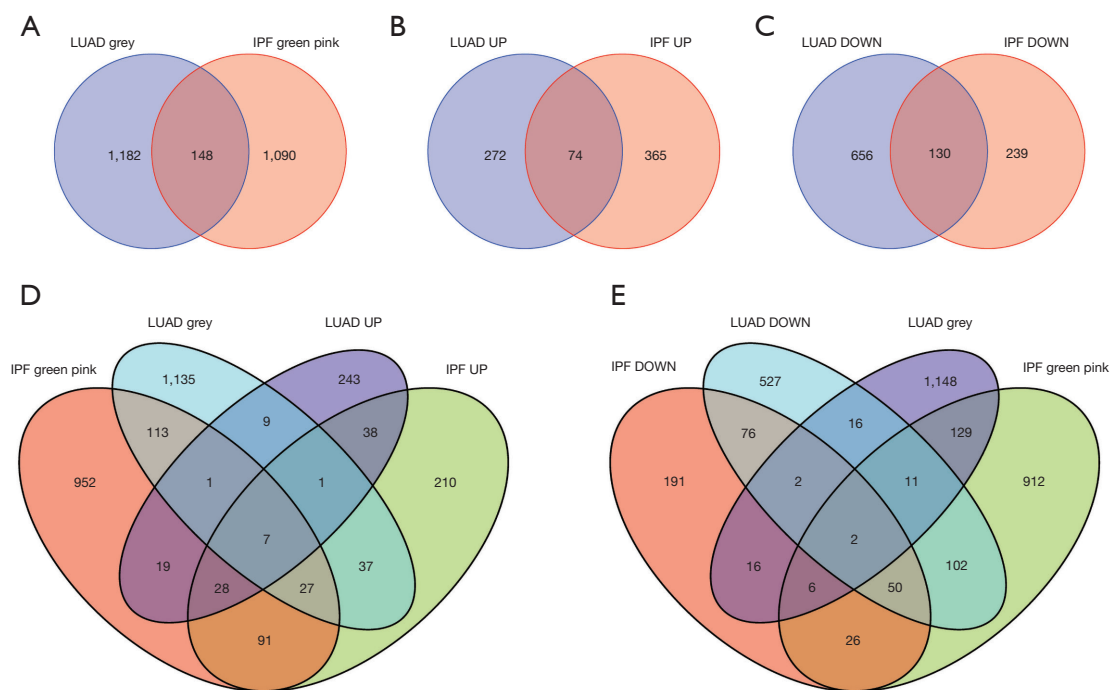 A
B
C
LUAD grey
IPF green pink
LUAD UP
IPF UP
LUAD DOWN
IPF DOWN
1,182
148
1,090
272
74
365
656
130
239
D
E
LUAD grey
LUAD UP
IPF green pink
IPF UP
1,135
243
9
113
38
952
1
1
210
7
19
28
27
37
91
LUAD DOWN
LUAD grey
IPF DOWN
IPF green pink
527
1,148
16
76
129
191
2
11
912
2
16
6
50
102
26